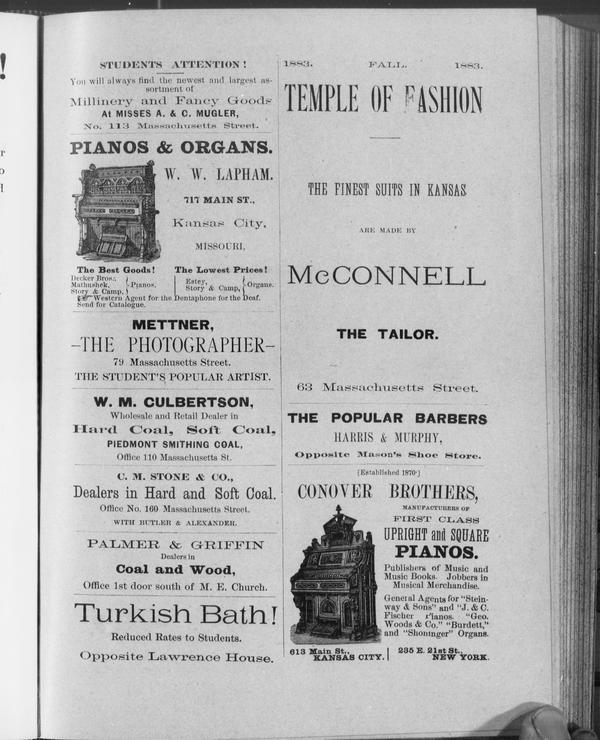 !
r
o
d
STUDENTS ATTENTION!
You will always find the newest and largest as-
sortment of
Millinery and Fancy Goods
At MISSES A. & C. MUGLER,
No. 113 Massachusetts Street.
PIANOS & ORGANS.
W. W. LAPHAM.
717 MAIN ST.,
Kansas City,
MISSOURI.
The Best Goods! The Lowest Prices!
Decker Bros.,
Mathushek,
Story & Camp,
Pianos.
Estey,
Story & Camp,
Organs.
Western Agent for the Dentaphone for the Deaf.
Send for Catalogue.
METTNER,
-THE PHOTOGRAPHER-
79 Massachusetts Street.
THE STUDENT'S POPULAR ARTIST.
W. M. CULBERTSON,
Wholesale and Retail Dealer in
Hard Coal, Soft Coal,
PIEDMONT SMITHING COAL,
Office 110 Massachusetts St.
C. M. STONE & CO.,
Dealers in Hard and Soft Coal.
Office No. 160 Massachusetts Street.
WITH BUTLER & ALEXANDER.
PALMER & GRIFFIN
Dealers in
Coal and Wood,
Office 1st door south of M. E. Church.
Turkish Bath!
Reduced Rates to Students.
Opposite Lawrence House.
1883. FALL. 1883.
TEMPLE OF FASHION
THE FINEST SUITS IN KANSAS
ARE MADE BY
McCONNELL
THE TAILOR.
63 Massachusetts Street.
THE POPULAR BARBERS
HARRIS & MURPHY,
Opposite Mason's Shoe Store.
[Established 1870·]
CONOVER BROTHERS,
MANUFACTURERS OF
FIRST CLASS
UPRIGHT and SQUARE
PIANOS.
Publishers of Music and
Music Books. Jobbers in
Musical Merchandise.
General Agents for "Stein-
way & Sons" and "J. & C.
Fischer Pianos. "Geo.
Woods & Co." "Burdett,"
and "Shoninger" Organs.
613 Main St.,
KANSAS CITY.
235 E. 21st St.,
NEW YORK.